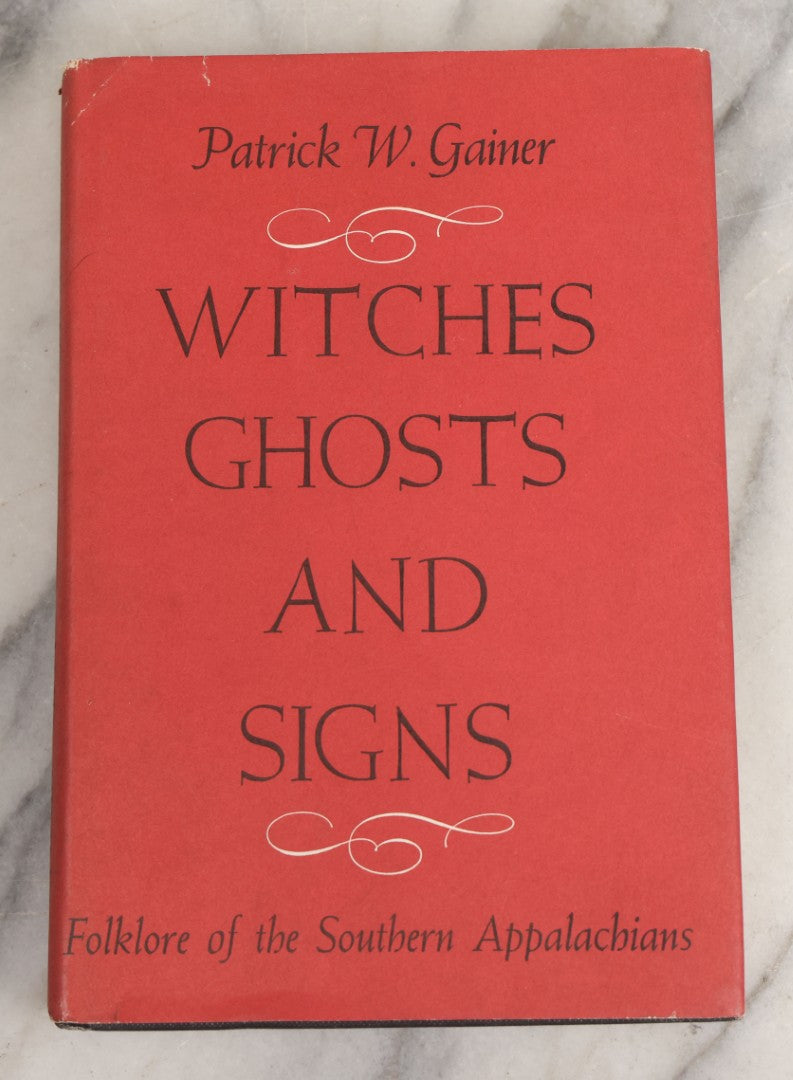 Patrick W. Gainer
WITCHES
GHOSTS
AND
SIGNS
Folklore of the Southern Appalachians